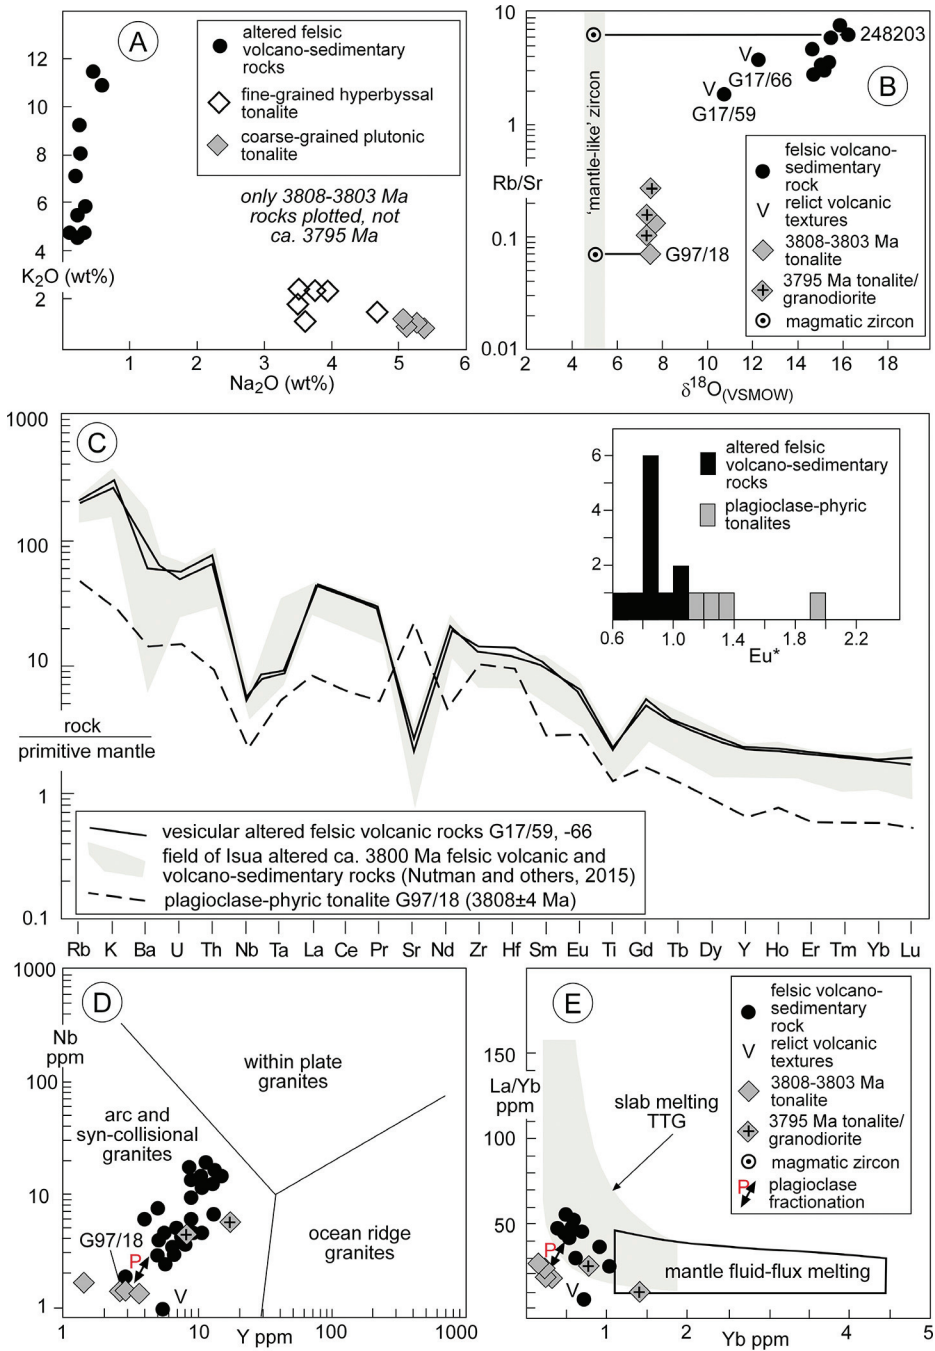 A
altered felsic
volcano-sedimentary
rocks
fine-grained hyperbyssal
tonalite
coarse-grained plutonic
tonalite
only 3808-3803 Ma
rocks plotted, not
ca. 3795 Ma
12
10
8
6
4
K₂O (wt%)
2
1 2 3 4 5 6
Na₂O (wt%)
B
10
1
Rb/Sr
0.1
0.01
'mantle-like' zircon
248203
V
G17/66
V
G17/59
G97/18
felsic volcano-
sedimentary
rock
V relict volcanic
textures
3808-3803 Ma
tonalite
3795 Ma tonalite/
granodiorite
magmatic zircon
2 4 6 8 10 12 14 16 18
δ¹⁸O(VSMOW)
C
1000
100
10
rock
primitive mantle
1
0.1
6
4
2
altered felsic
volcano-sedimentary
rocks
plagioclase-phyric
tonalites
0.6 1.0 1.4 1.8 2.2
Eu*
vesicular altered felsic volcanic rocks G17/59, -66
field of Isua altered ca. 3800 Ma felsic volcanic and
volcano-sedimentary rocks (Nutman and others, 2015)
plagioclase-phyric tonalite G97/18 (3808±4 Ma)
Rb K Ba U Th Nb Ta La Ce Pr Sr Nd Zr Hf Sm Eu Ti Gd Tb Dy Y Ho Er Tm Yb Lu
D
1000
Nb
ppm
100
10
1
within plate
granites
arc and
syn-collisional
granites
ocean ridge
granites
G97/18
P
V
1 10 100 1000
Y ppm
E
150
La/Yb
ppm
100
50
slab melting
TTG
mantle fluid-flux melting
P
V
felsic volcano-
sedimentary
rock
V relict volcanic
textures
3808-3803 Ma
tonalite
3795 Ma tonalite/
granodiorite
magmatic zircon
P plagioclase
fractionation
1 2 4 5
Yb ppm